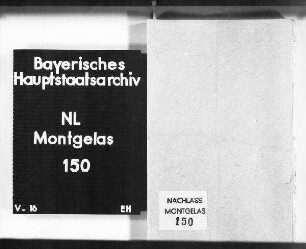 Bayerisches
Hauptstaatsarchiv
NL
Montgelas
150
V- 16 EH
NACHLASS
MONTGELAS
150